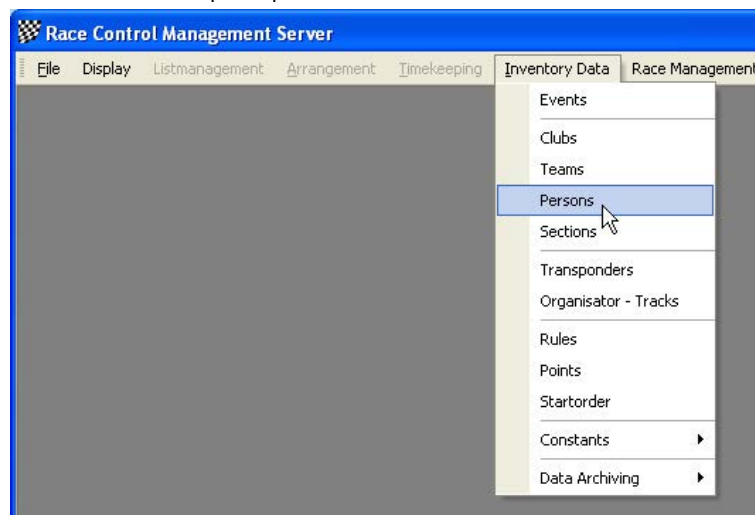 Race Control Management Server
File Display Listmanagement Arrangement Timekeeping Inventory Data Race Management
Events
Clubs
Teams
Persons
Sections
Transponders
Organisator - Tracks
Rules
Points
Startorder
Constants
Data Archiving